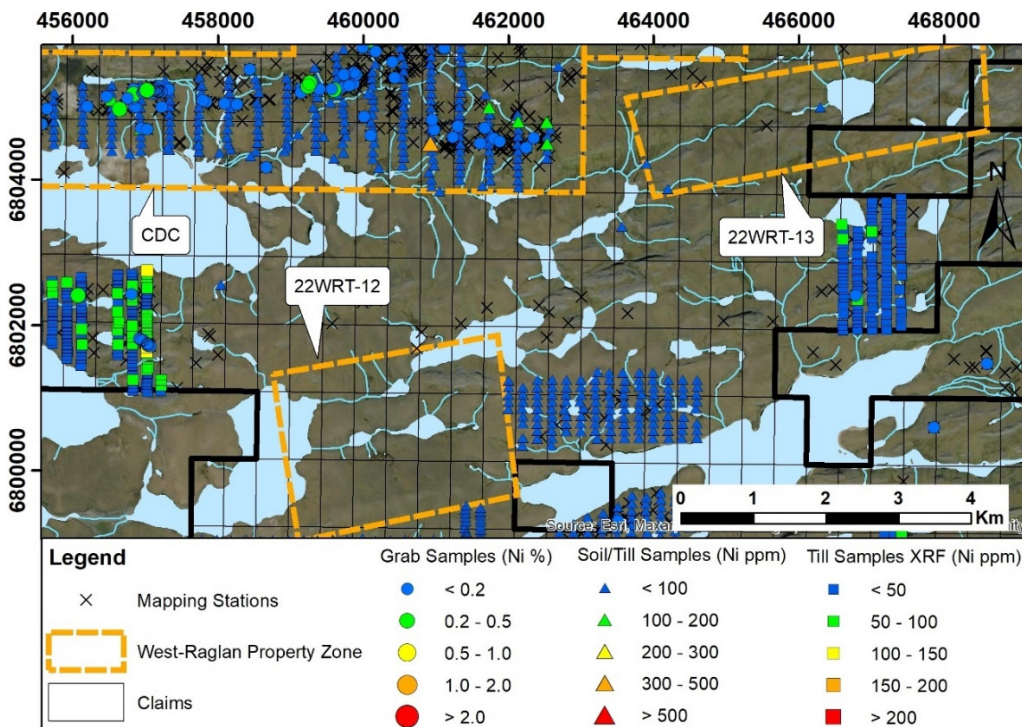 456000 458000 460000 462000 464000 466000 468000
6804000
6802000
6800000
CDC
22WRT-12
22WRT-13
N
0 1 2 3 4
Km
Source: Esri, Maxar
Legend
Mapping Stations
West-Raglan Property Zone
Claims
Grab Samples (Ni %)
< 0.2
0.2 - 0.5
0.5 - 1.0
1.0 - 2.0
> 2.0
Soil/Till Samples (Ni ppm)
< 100
100 - 200
200 - 300
300 - 500
> 500
Till Samples XRF (Ni ppm)
< 50
50 - 100
100 - 150
150 - 200
> 200